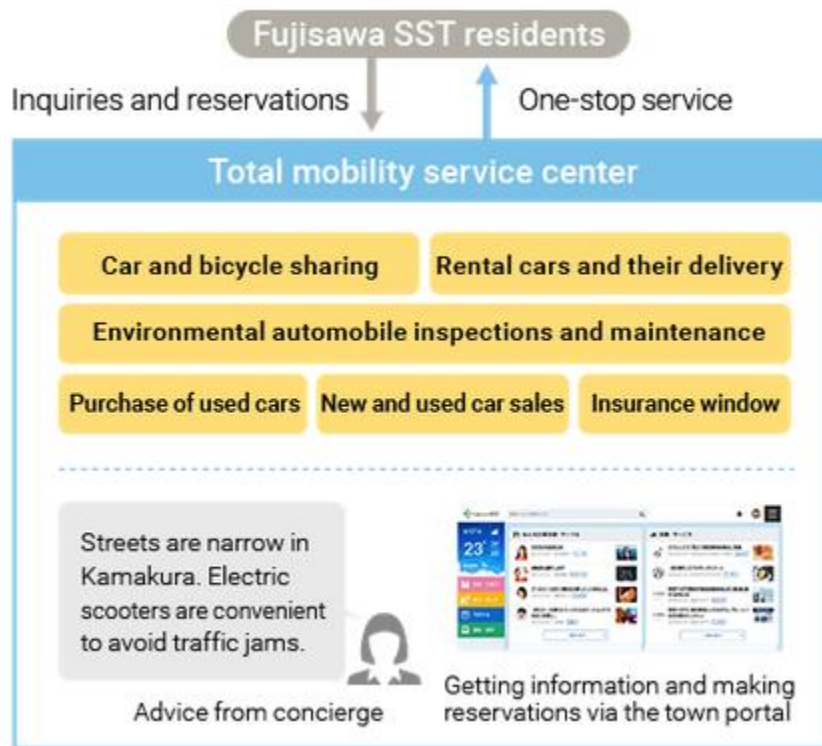 Fujisawa SST residents
Inquiries and reservations
One-stop service
Total mobility service center
Car and bicycle sharing
Rental cars and their delivery
Environmental automobile inspections and maintenance
Purchase of used cars
New and used car sales
Insurance window
Streets are narrow in
Kamakura. Electric
scooters are convenient
to avoid traffic jams.
Advice from concierge
23
Getting information and making
reservations via the town portal